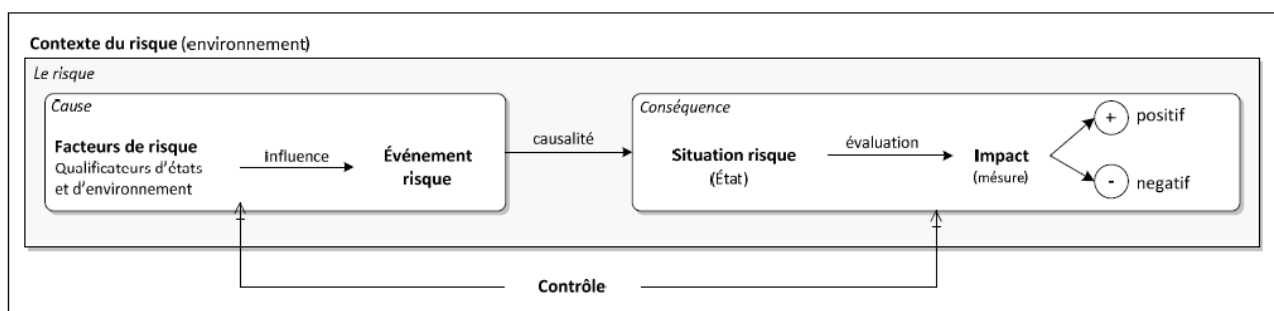 Contexte du risque (environnement)
Le risque
Cause
Facteurs de risque
Qualificateurs d'états
et d'environnement
Influence
Événement
risque
causalité
Conséquence
Situation risque
(État)
évaluation
Impact
(mésure)
+
positif
-
negatif
Contrôle